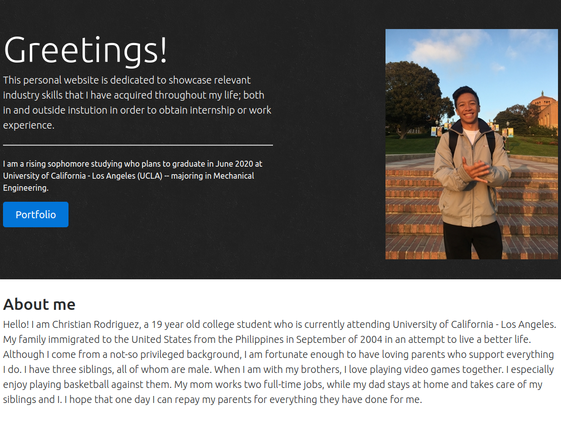 Greetings!
This personal website is dedicated to showcase relevant
industry skills that I have acquired throughout my life; both
in and outside instution in order to obtain internship or work
experience.
I am a rising sophomore studying who plans to graduate in June 2020 at
University of California - Los Angeles (UCLA) -- majoring in Mechanical
Engineering.
Portfolio
About me
Hello! I am Christian Rodriguez, a 19 year old college student who is currently attending University of California - Los Angeles.
My family immigrated to the United States from the Philippines in September of 2004 in an attempt to live a better life.
Although I come from a not-so privileged background, I am fortunate enough to have loving parents who support everything
I do. I have three siblings, all of whom are male. When I am with my brothers, I love playing video games together. I especially
enjoy playing basketball against them. My mom works two full-time jobs, while my dad stays at home and takes care of my
siblings and I. I hope that one day I can repay my parents for everything they have done for me.